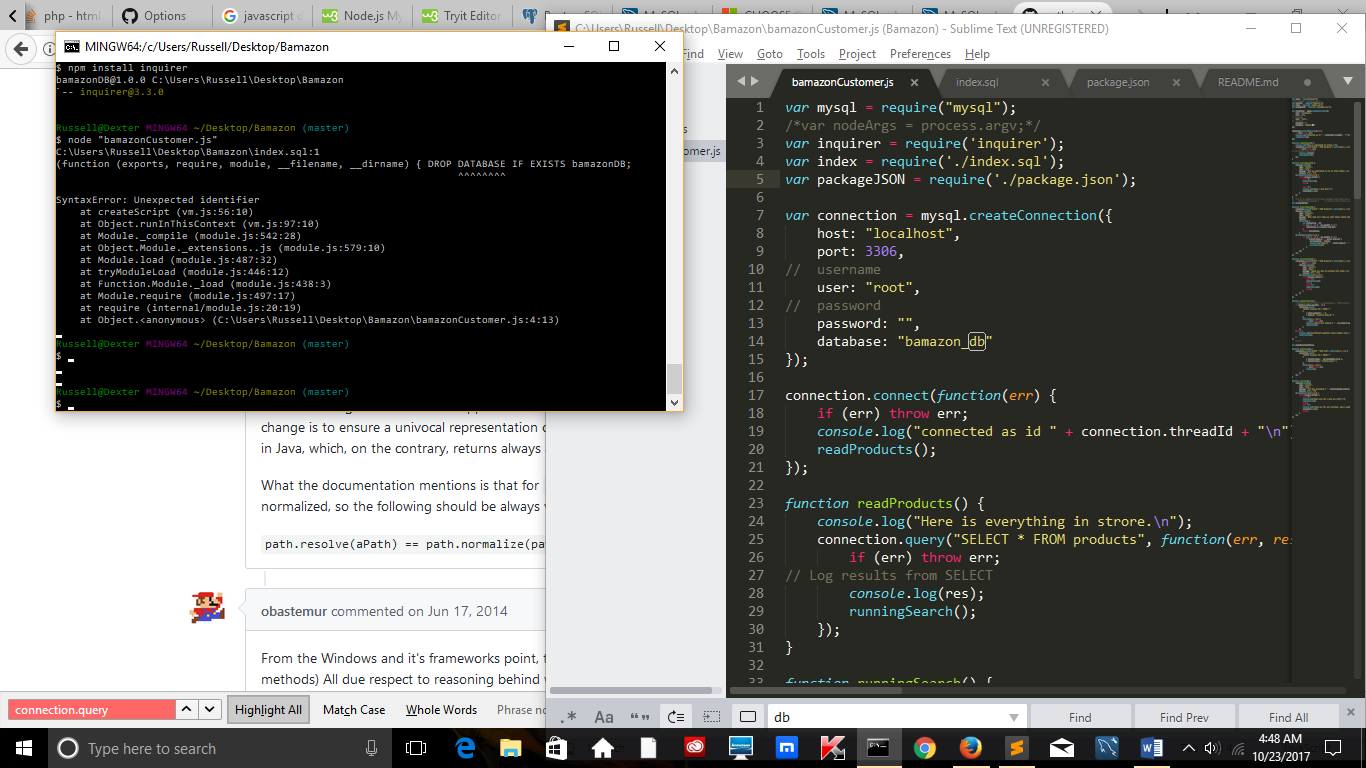 php - html
Options
javascript d
Node.js My
Tryit Editor
C:\Users\Russell\Desktop\Bamazon\bamazonCustomer.js (Bamazon) - Sublime Text (UNREGISTERED)
MINGW64:/c/Users/Russell/Desktop/Bamazon
Find View Goto Tools Project Preferences Help
$ npm install inquirer
bamazonDB@1.0.0 C:\Users\Russell\Desktop\Bamazon
`-- inquirer@3.3.0
Russell@Dexter MINGW64 ~/Desktop/Bamazon (master)
$ node "bamazonCustomer.js"
C:\Users\Russell\Desktop\Bamazon\index.sql:1
(function (exports, require, module, __filename, __dirname) { DROP DATABASE IF EXISTS bamazonDB;
^^^^^^^^
SyntaxError: Unexpected identifier
at createScript (vm.js:56:10)
at Object.runInThisContext (vm.js:97:10)
at Module._compile (module.js:542:28)
at Object.Module._extensions..js (module.js:579:10)
at Module.load (module.js:487:32)
at tryModuleLoad (module.js:446:12)
at Function.Module._load (module.js:438:3)
at Module.require (module.js:497:17)
at require (internal/module.js:20:19)
at Object.<anonymous> (C:\Users\Russell\Desktop\Bamazon\bamazonCustomer.js:4:13)
Russell@Dexter MINGW64 ~/Desktop/Bamazon (master)
$
Russell@Dexter MINGW64 ~/Desktop/Bamazon (master)
$
change is to ensure a univocal representation
in Java, which, on the contrary, returns always
What the documentation mentions is that for
normalized, so the following should be always
path.resolve(aPath) == path.normalize(pa
obastemur commented on Jun 17, 2014
From the Windows and it's frameworks point,
methods) All due respect to reasoning behind
connection.query
Highlight All Match Case Whole Words Phrase no
s
omer.js
bamazonCustomer.js index.sql package.json README.md
1 var mysql = require("mysql");
2 /*var nodeArgs = process.argv;*/
3 var inquirer = require('inquirer');
4 var index = require('./index.sql');
5 var packageJSON = require('./package.json');
6
7 var connection = mysql.createConnection({
8 host: "localhost",
9 port: 3306,
10 // username
11 user: "root",
12 // password
13 password: "",
14 database: "bamazon_db"
15 });
16
17 connection.connect(function(err) {
18 if (err) throw err;
19 console.log("connected as id " + connection.threadId + "\n"
20 readProducts();
21 });
22
23 function readProducts() {
24 console.log("Here is everything in strore.\n");
25 connection.query("SELECT * FROM products", function(err, res
26 if (err) throw err;
27 // Log results from SELECT
28 console.log(res);
29 runningSearch();
30 });
31 }
32
33 function runningSearch() {
.* Aa “” db Find Find Prev Find All
Type here to search
4:48 AM
10/23/2017